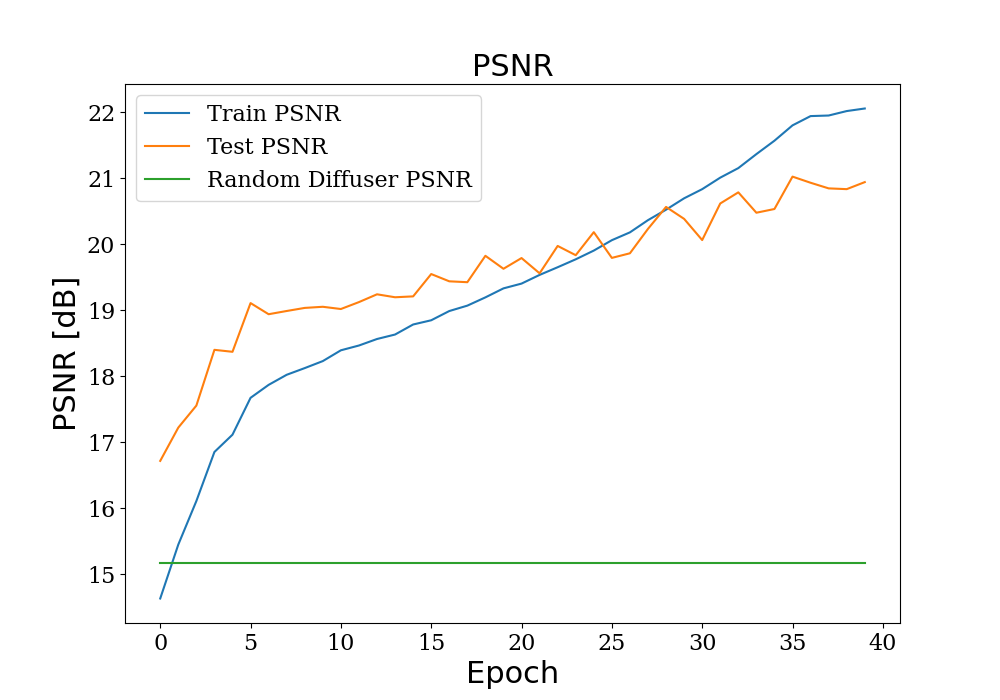 PSNR
Train PSNR
Test PSNR
Random Diffuser PSNR
PSNR [dB]
22
21
20
19
18
17
16
15
0 5 10 15 20 25 30 35 40
Epoch